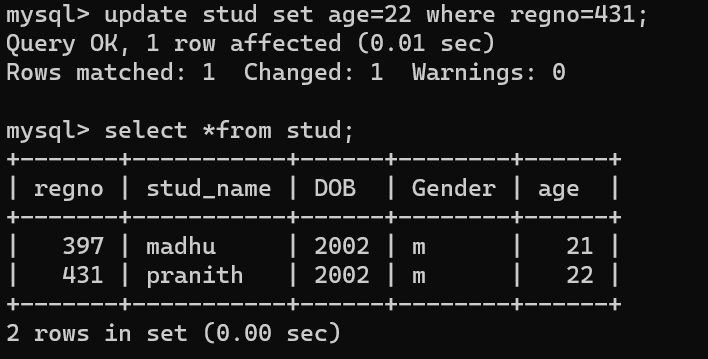 mysql> update stud set age=22 where regno=431;
Query OK, 1 row affected (0.01 sec)
Rows matched: 1  Changed: 1  Warnings: 0

mysql> select *from stud;
+-------+-----------+------+--------+------+
| regno | stud_name | DOB  | Gender | age  |
+-------+-----------+------+--------+------+
|   397 | madhu     | 2002 | m      |   21 |
|   431 | pranith   | 2002 | m      |   22 |
+-------+-----------+------+--------+------+
2 rows in set (0.00 sec)